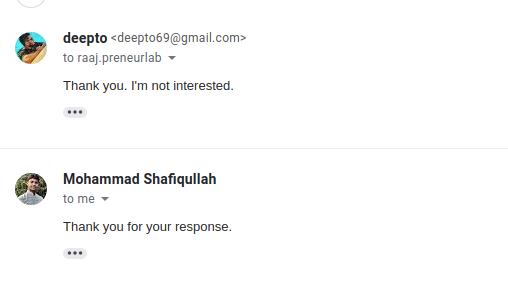 deepto <deepto69@gmail.com>
to raaj.preneurlab
Thank you. I'm not interested.
Mohammad Shafiqullah
to me
Thank you for your response.